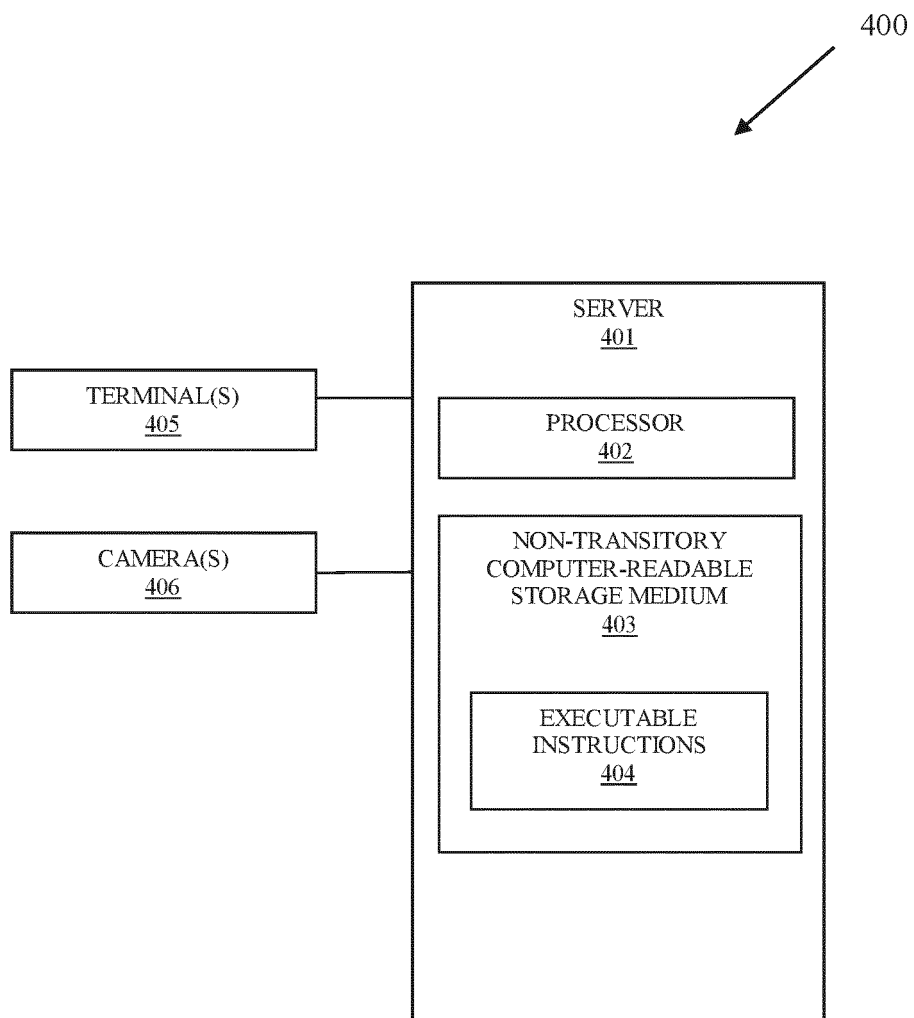 400
SERVER
401
TERMINAL(S)
405
PROCESSOR
402
CAMERA(S)
406
NON-TRANSITORY
COMPUTER-READABLE
STORAGE MEDIUM
403
EXECUTABLE
INSTRUCTIONS
404